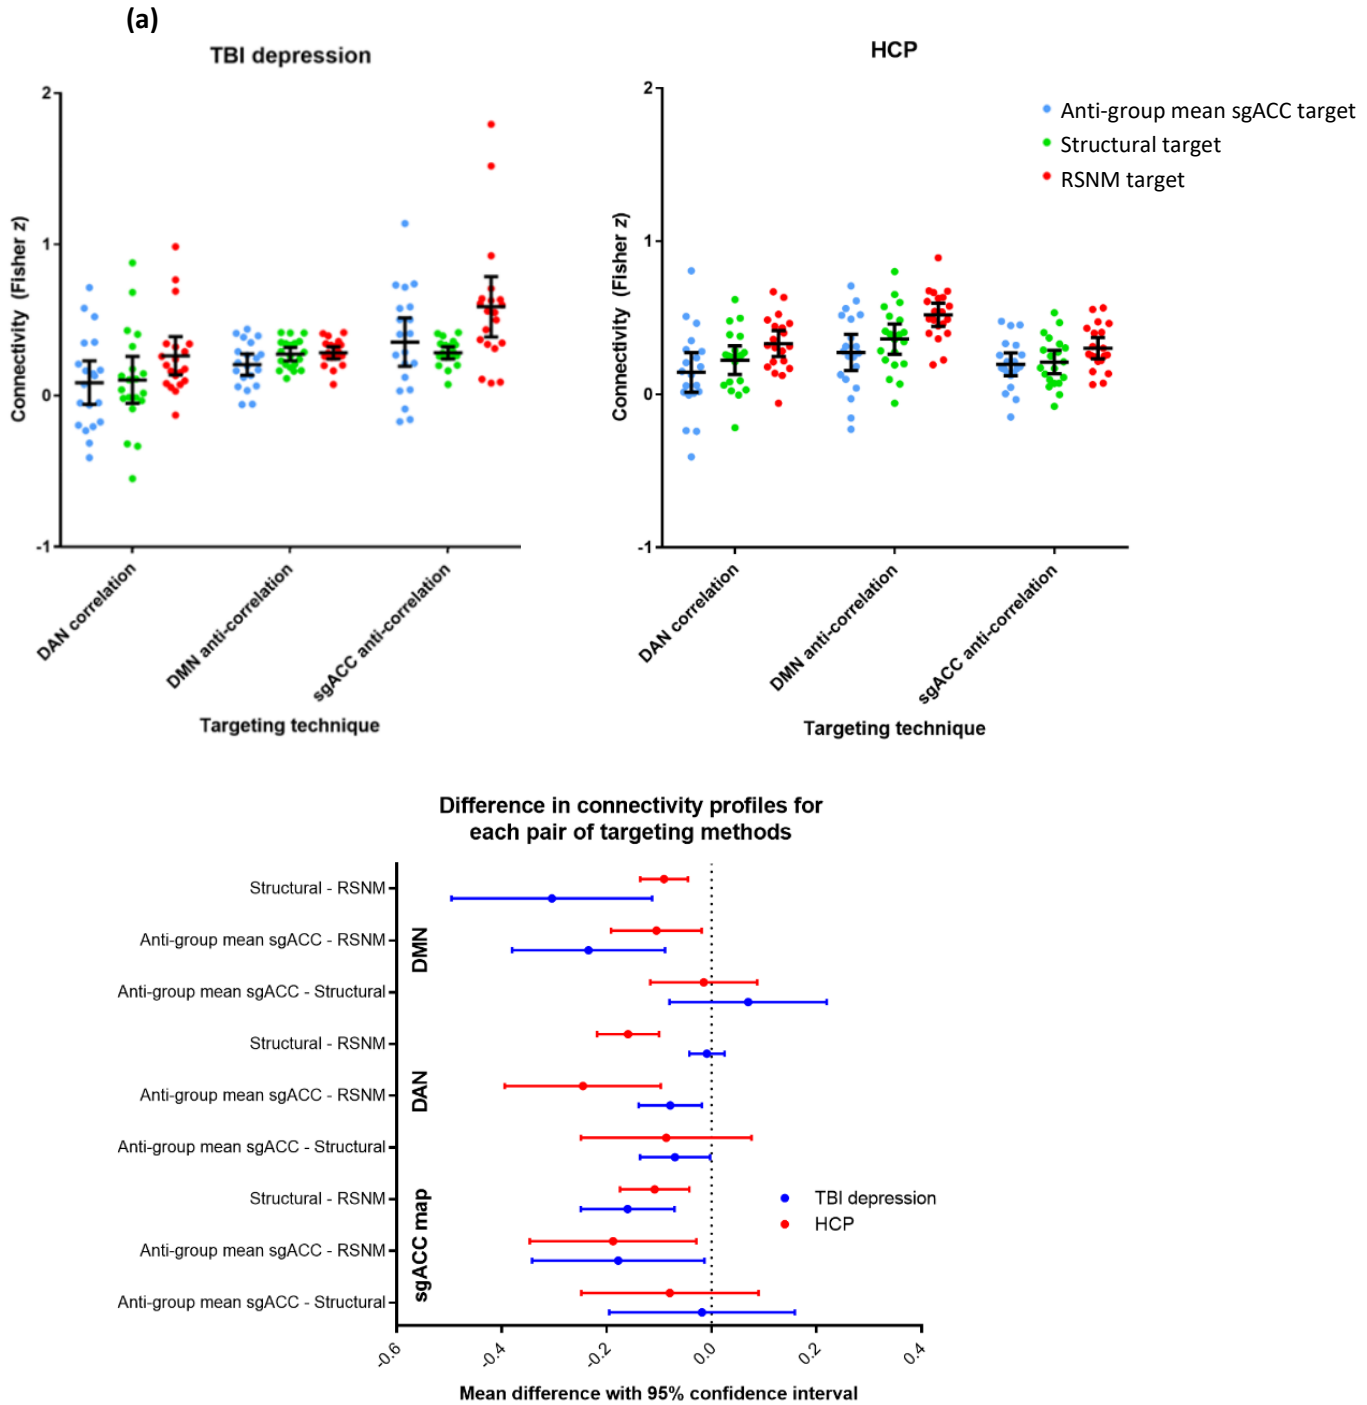 (a)
TBI depression
HCP
2
1
0
-1
Connectivity (Fisher z)
DAN correlation
DMN anti-correlation
sgACC anti-correlation
Targeting technique
2
1
0
-1
Connectivity (Fisher z)
DAN correlation
DMN anti-correlation
sgACC anti-correlation
Targeting technique
Anti-group mean sgACC target
Structural target
RSNM target
Difference in connectivity profiles for
each pair of targeting methods
Structural - RSNM
Anti-group mean sgACC - RSNM
Anti-group mean sgACC - Structural
DMN
Structural - RSNM
Anti-group mean sgACC - RSNM
Anti-group mean sgACC - Structural
DAN
Structural - RSNM
Anti-group mean sgACC - RSNM
Anti-group mean sgACC - Structural
sgACC map
TBI depression
HCP
-0.6
-0.4
-0.2
0.0
0.2
0.4
Mean difference with 95% confidence interval